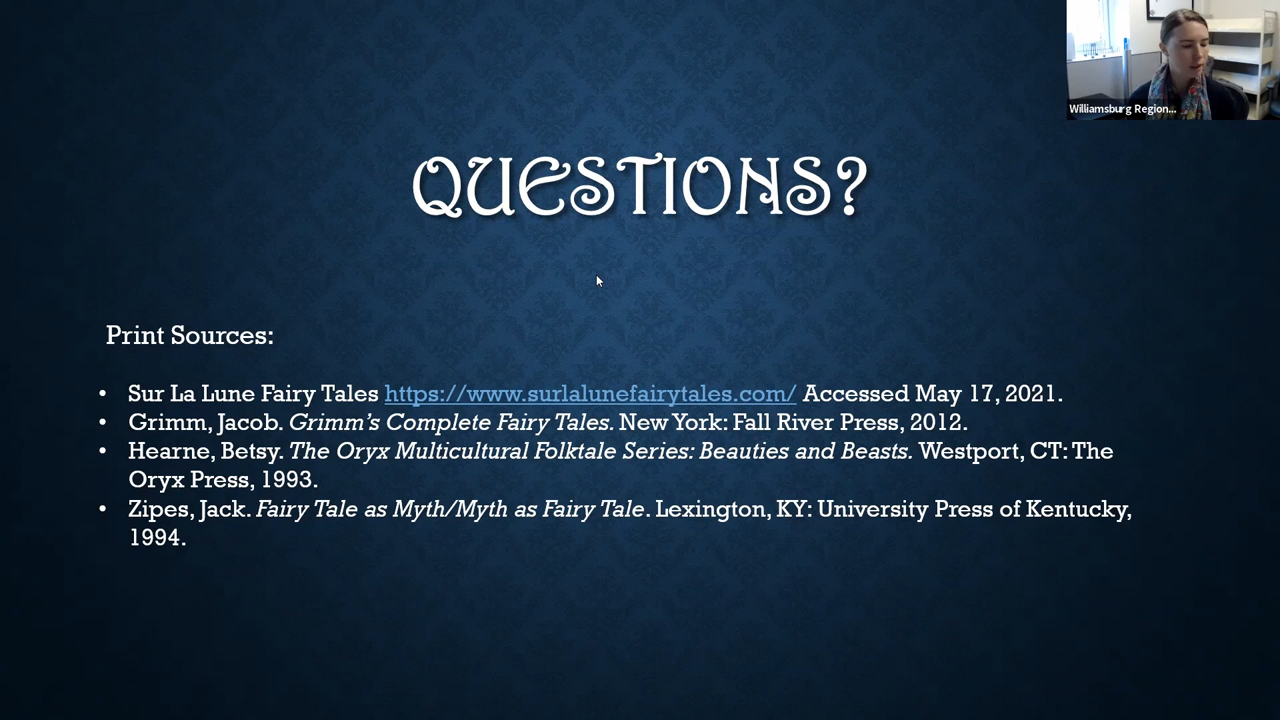 Williamsburg Region...
QUESTIONS?
Print Sources:
• Sur La Lune Fairy Tales https://www.surlalunefairytales.com/ Accessed May 17, 2021.
• Grimm, Jacob. Grimm’s Complete Fairy Tales. New York: Fall River Press, 2012.
• Hearne, Betsy. The Oryx Multicultural Folktale Series: Beauties and Beasts. Westport, CT: The
Oryx Press, 1993.
• Zipes, Jack. Fairy Tale as Myth/Myth as Fairy Tale. Lexington, KY: University Press of Kentucky,
1994.